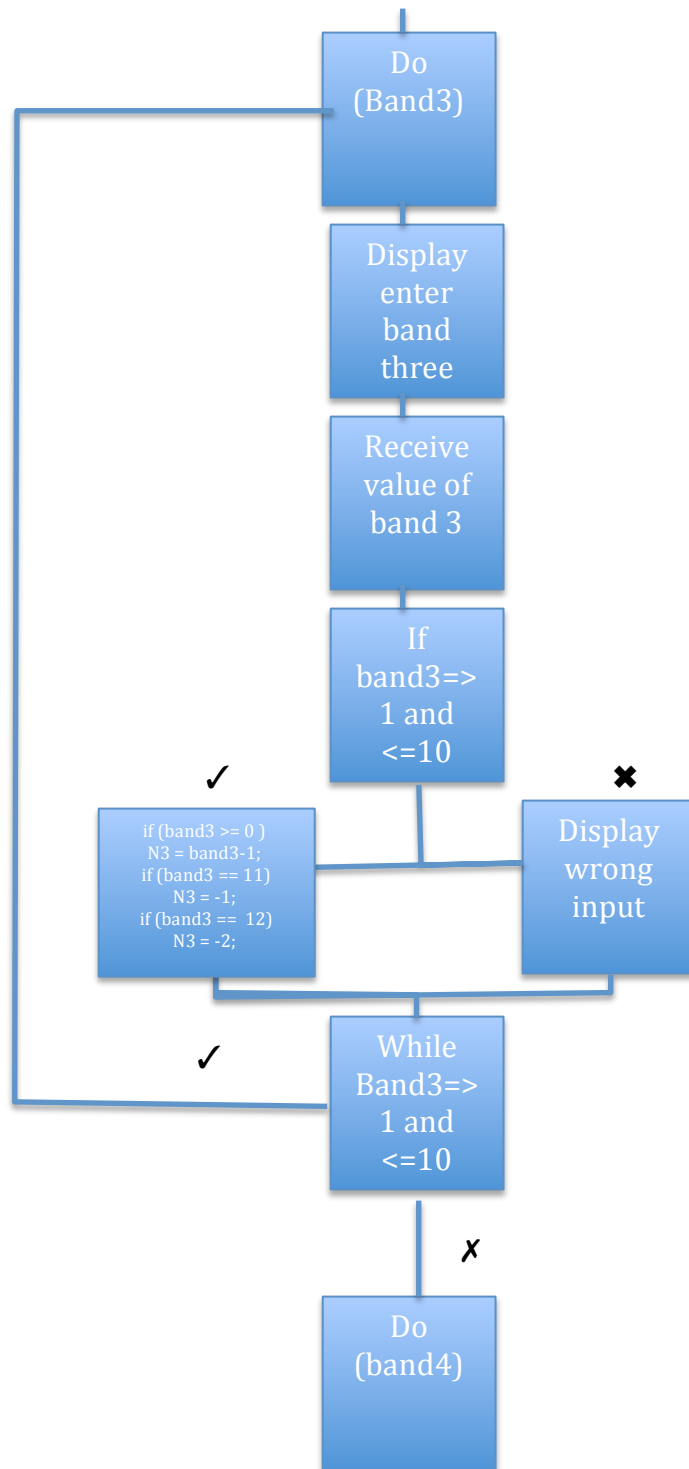 Do
(Band3)
Display
enter
band
three
Receive
value of
band 3
If
band3=>
1 and
<=10
✓
✖
if (band3 >= 0 )
N3 = band3-1;
if (band3 == 11)
N3 = -1;
if (band3 == 12)
N3 = -2;
Display
wrong
input
✓
While
Band3=>
1 and
<=10
✗
Do
(band4)